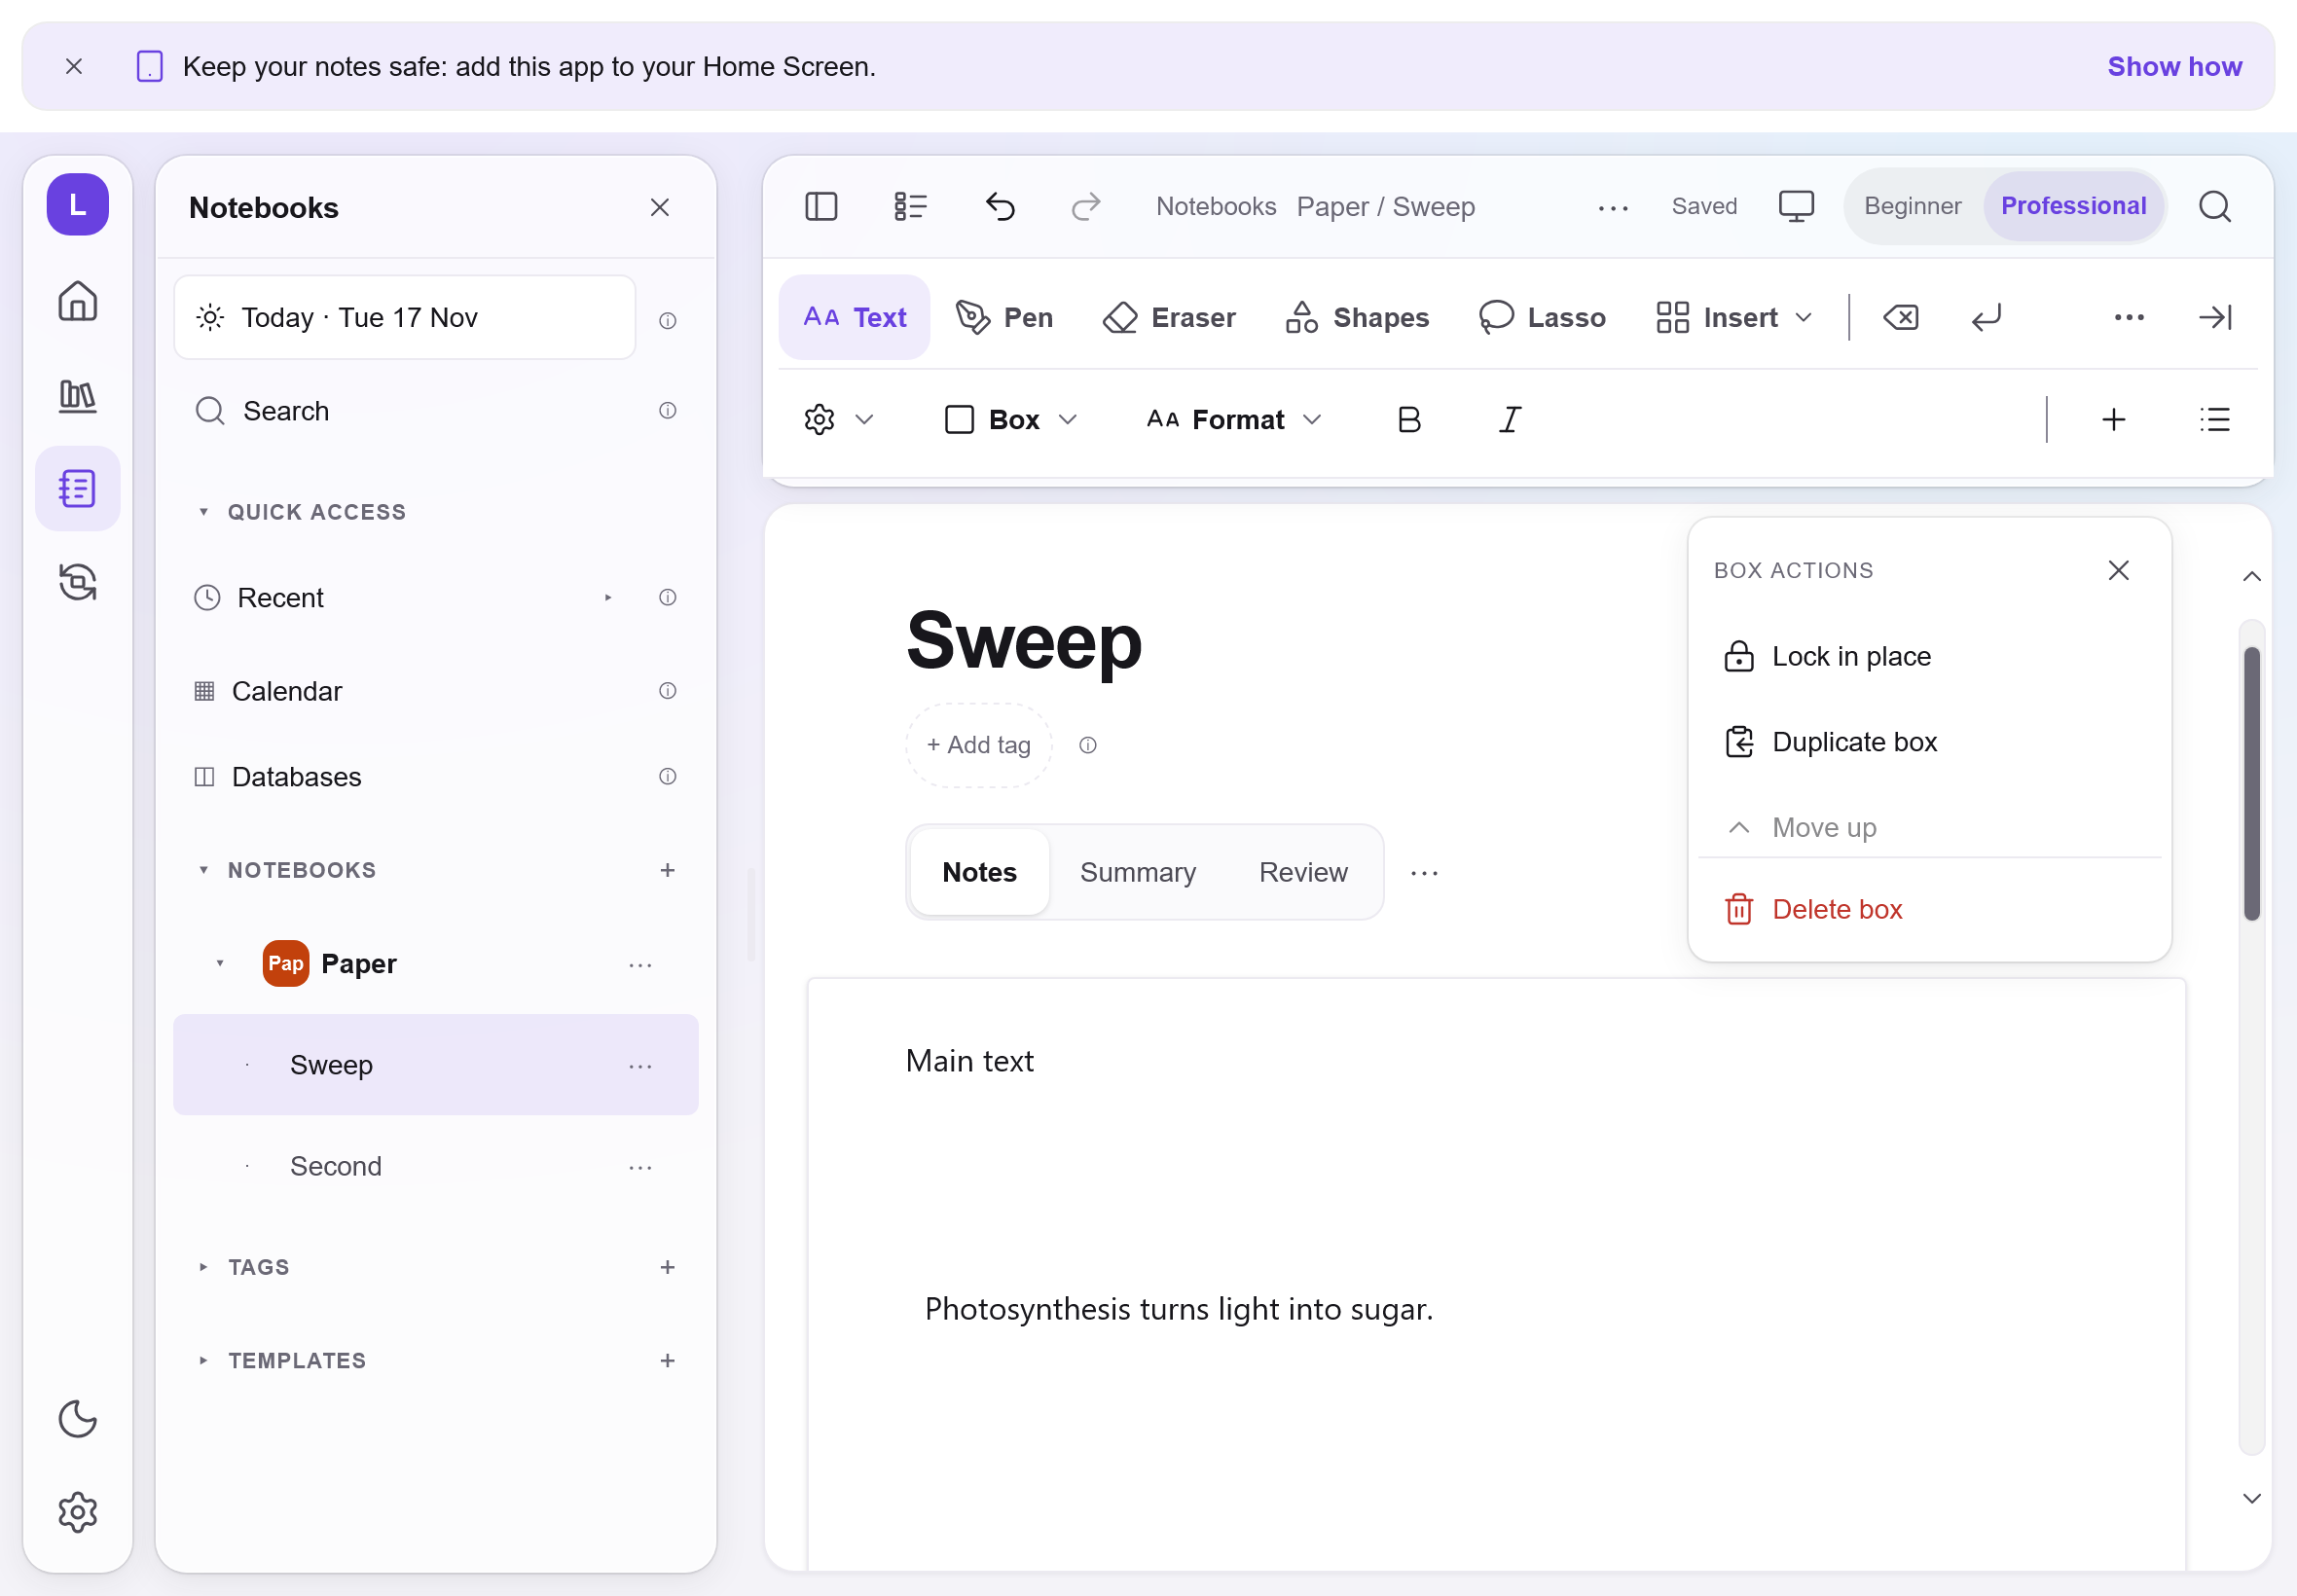 Keep your notes safe: add this app to your Home Screen.
Show how
L
Notebooks
Today · Tue 17 Nov
Search
QUICK ACCESS
Recent
Calendar
Databases
NOTEBOOKS
Pap Paper
Sweep
Second
TAGS
TEMPLATES
Notebooks Paper / Sweep
Saved
Beginner Professional
Text Pen Eraser Shapes Lasso Insert
Box Format B I
Sweep
+ Add tag
Notes Summary Review
BOX ACTIONS
Lock in place
Duplicate box
Move up
Delete box
Main text
Photosynthesis turns light into sugar.